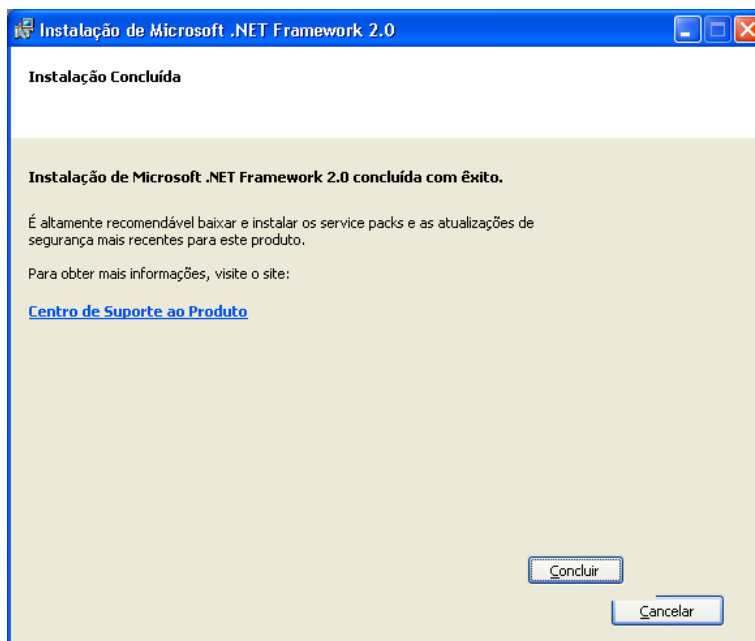 Instalação de Microsoft .NET Framework 2.0
Instalação Concluída
Instalação de Microsoft .NET Framework 2.0 concluída com êxito.
É altamente recomendável baixar e instalar os service packs e as atualizações de
segurança mais recentes para este produto.
Para obter mais informações, visite o site:
Centro de Suporte ao Produto
Concluir
Cancelar